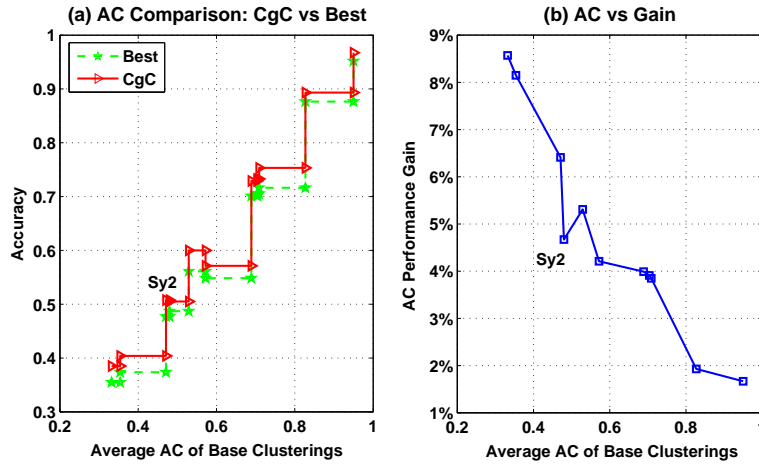 (a) AC Comparison: CgC vs Best
1
0.9
0.8
0.7
0.6
0.5
0.4
0.3
Accuracy
Best
CgC
Sy2
0.2 0.4 0.6 0.8 1
Average AC of Base Clusterings
(b) AC vs Gain
9%
8%
7%
6%
5%
4%
3%
2%
1%
AC Performance Gain
Sy2
0.2 0.4 0.6 0.8 1
Average AC of Base Clusterings